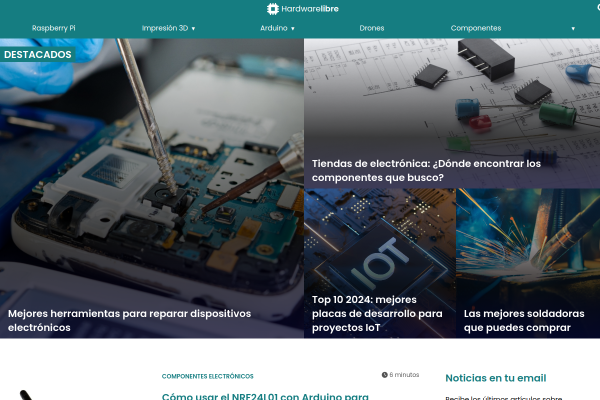 Hardwarelibre
Raspberry Pi
Impresión 3D
Arduino
Drones
Componentes
DESTACADOS
Mejores herramientas para reparar dispositivos
electrónicos
Tiendas de electrónica: ¿Dónde encontrar los
componentes que busco?
IOT
Top 10 2024: mejores
placas de desarrollo para
proyectos IoT
Las mejores soldadoras
que puedes comprar
COMPONENTES ELECTRÓNICOS
6 minutos
Cómo usar el NRF24L01 con Arduino para
Noticias en tu email
Recibe los últimos artículos sobre